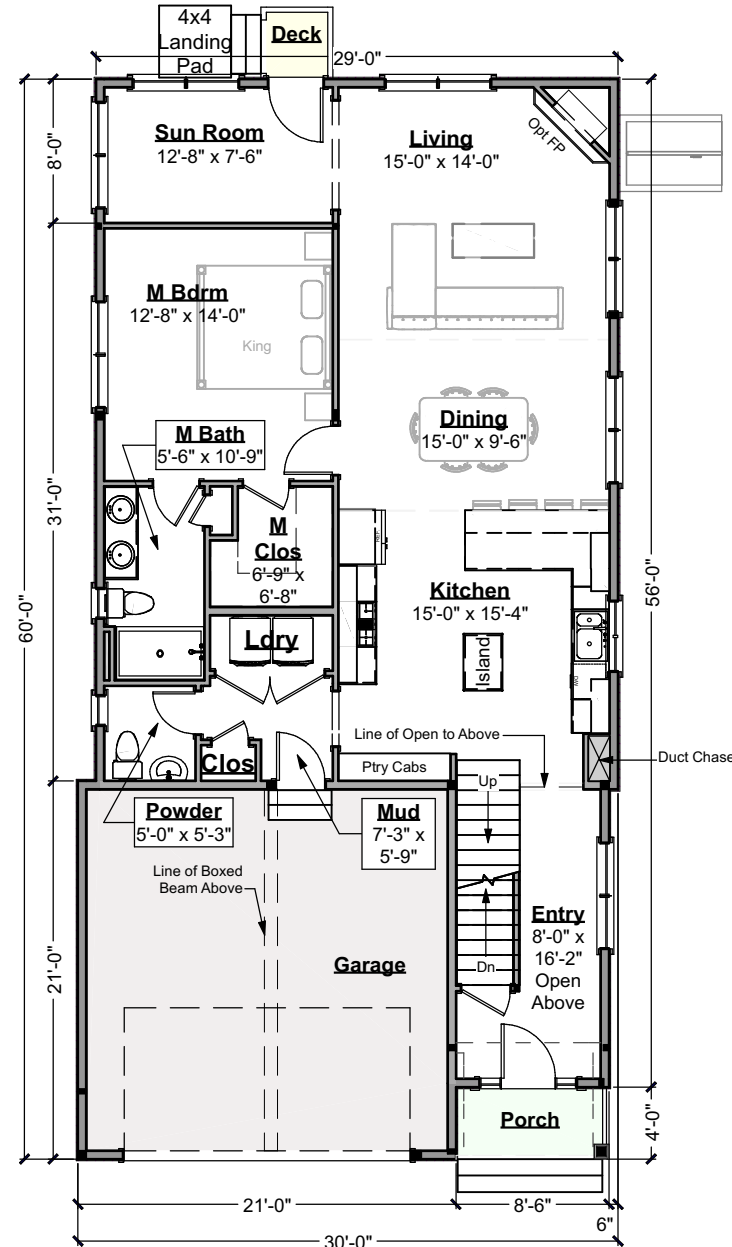 4x4
Landing
Pad
Deck
29'-0"
8'-0"
Sun Room
12'-8" x 7'-6"
Living
15'-0" x 14'-0"
Opt FP
M Bdrm
12'-8" x 14'-0"
King
M Bath
5'-6" x 10'-9"
Dining
15'-0" x 9'-6"
31'-0"
60'-0"
56'-0"
M
Clos
6'-9" x
6'-8"
Kitchen
15'-0" x 15'-4"
Island
DW
Ldry
Line of Open to Above
Ptry Cabs
Duct Chase
Clos
Up
Powder
5'-0" x 5'-3"
Mud
7'-3" x
5'-9"
Line of Boxed
Beam Above
Entry
8'-0" x
16'-2"
Open
Above
Dn
Garage
21'-0"
Porch
4'-0"
21'-0"
8'-6"
6"
30'-0"